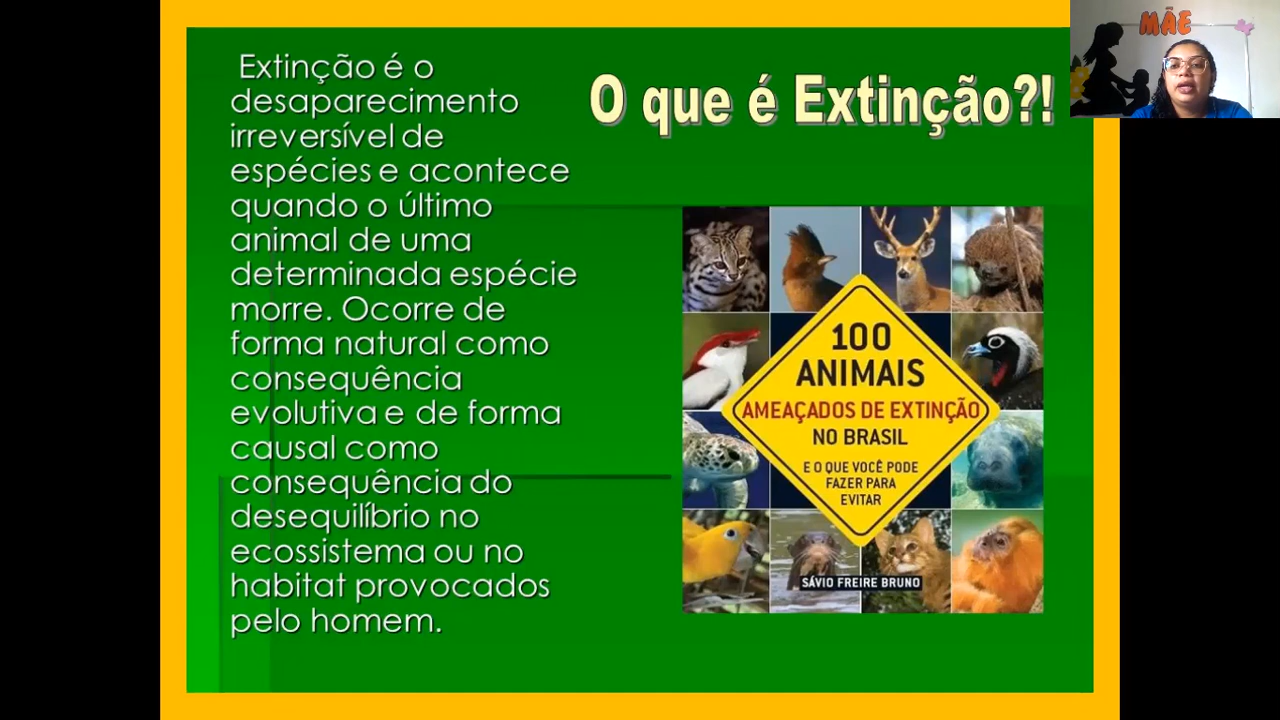 Extinção é o
desaparecimento
irreversível de
espécies e acontece
quando o último
animal de uma
determinada espécie
morre. Ocorre de
forma natural como
consequência
evolutiva e de forma
causal como
consequência do
desequilíbrio no
ecossistema ou no
habitat provocados
pelo homem.
O que é Extinção?!
100
ANIMAIS
AMEAÇADOS DE EXTINÇÃO
NO BRASIL
E O QUE VOCÊ PODE
FAZER PARA
EVITAR
SÁVIO FREIRE BRUNO
MÃE